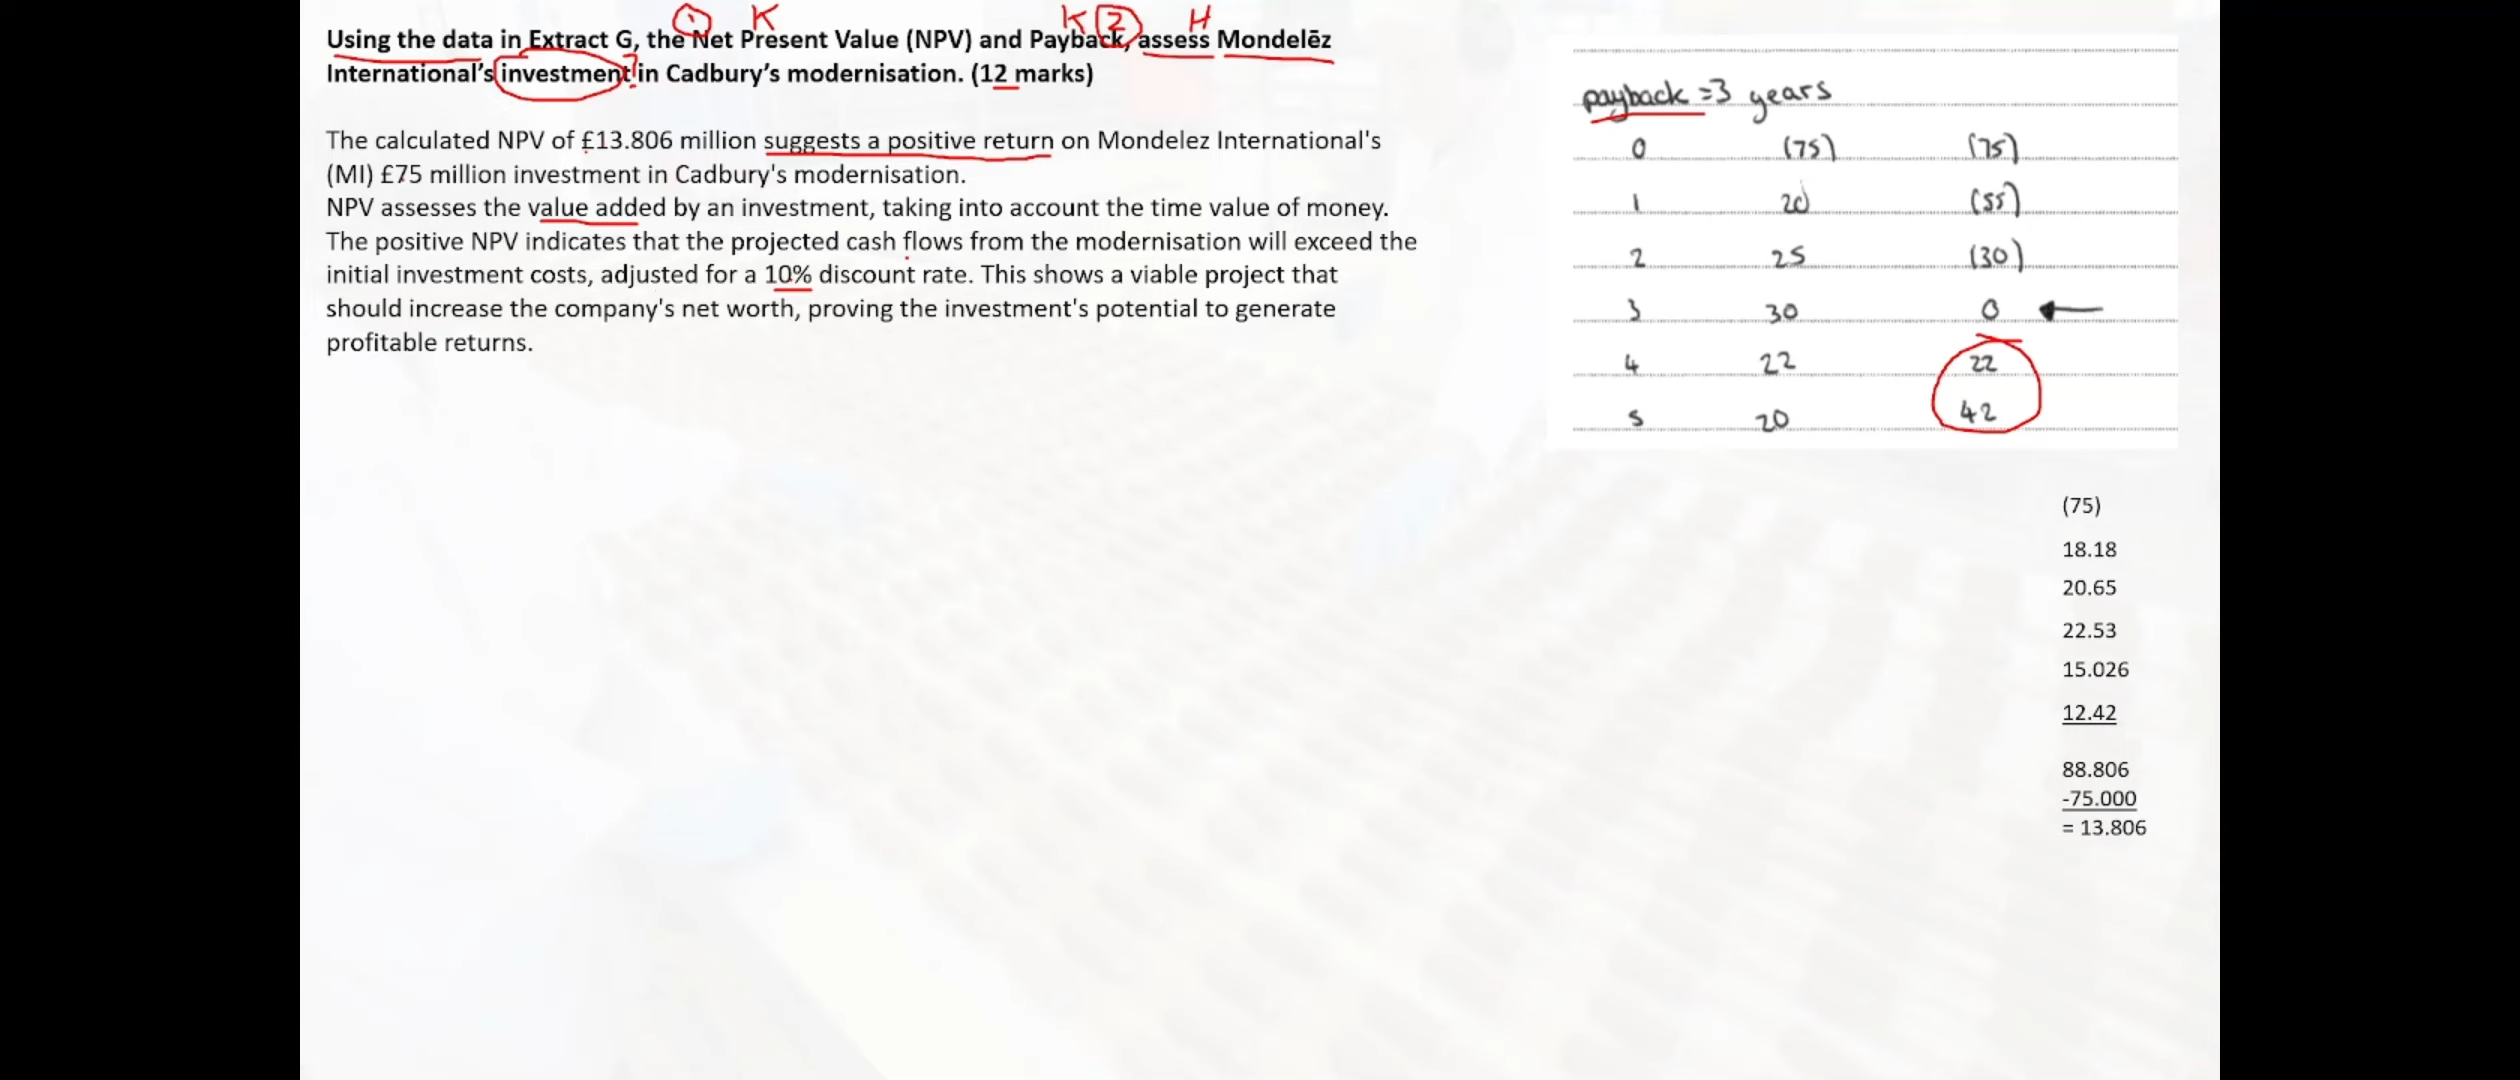 ① K K ② H
Using the data in Extract G, the Net Present Value (NPV) and Payback, assess Mondelēz
International's investment in Cadbury's modernisation. (12 marks)
The calculated NPV of £13.806 million suggests a positive return on Mondelez International's
(MI) £75 million investment in Cadbury's modernisation.
NPV assesses the value added by an investment, taking into account the time value of money.
The positive NPV indicates that the projected cash flows from the modernisation will exceed the
initial investment costs, adjusted for a 10% discount rate. This shows a viable project that
should increase the company's net worth, proving the investment's potential to generate
profitable returns.
payback = 3 years
0 (75) (75)
1 20 (55)
2 25 (30)
3 30 0
4 22 22
5 20 42
(75)
18.18
20.65
22.53
15.026
12.42
88.806
-75.000
= 13.806